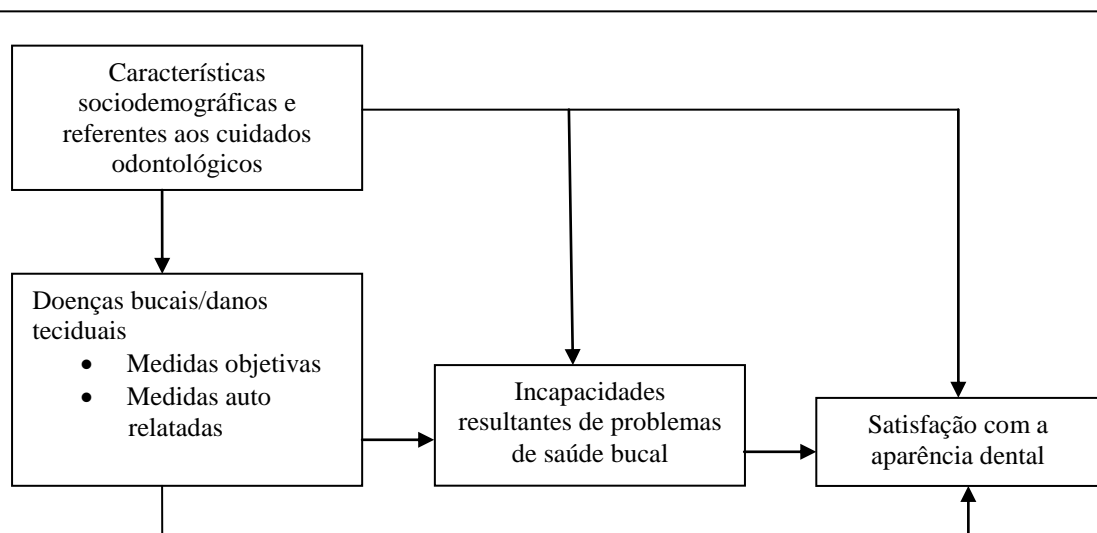 Características
sociodemográficas e
referentes aos cuidados
odontológicos
Doenças bucais/danos
teciduais
• Medidas objetivas
• Medidas auto
relatadas
Incapacidades
resultantes de problemas
de saúde bucal
Satisfação com a
aparência dental